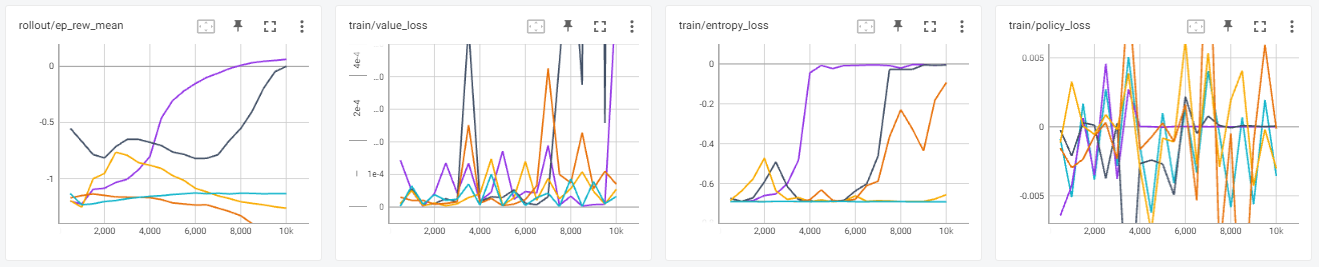 rollout/ep_rew_mean
0
-0.5
-1
2,000 4,000 6,000 8,000 10k
train/value_loss
4e-4
...0
2e-4
...0
1e-4
0
2,000 4,000 6,000 8,000 10k
train/entropy_loss
0
-0.2
-0.4
-0.6
2,000 4,000 6,000 8,000 10k
train/policy_loss
0.005
0
-0.005
2,000 4,000 6,000 8,000 10k